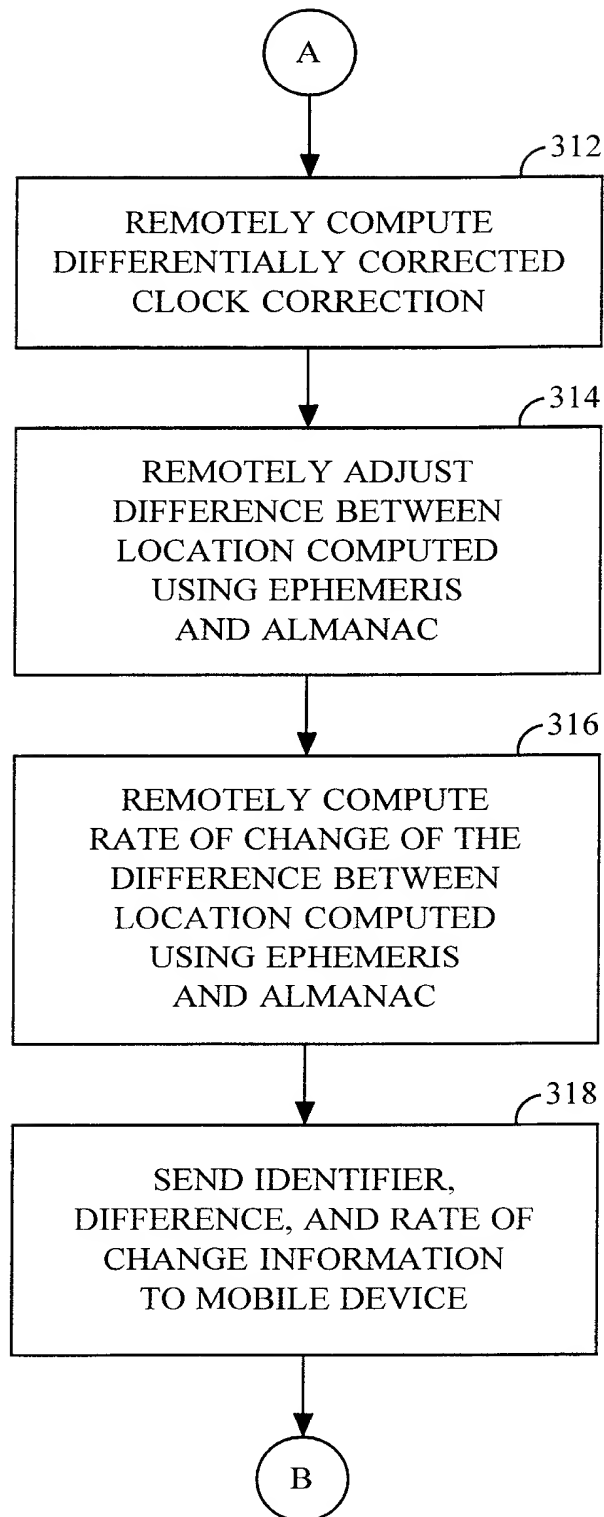 A
312
REMOTELY COMPUTE
DIFFERENTIALLY CORRECTED
CLOCK CORRECTION
314
REMOTELY ADJUST
DIFFERENCE BETWEEN
LOCATION COMPUTED
USING EPHEMERIS
AND ALMANAC
316
REMOTELY COMPUTE
RATE OF CHANGE OF THE
DIFFERENCE BETWEEN
LOCATION COMPUTED
USING EPHEMERIS
AND ALMANAC
318
SEND IDENTIFIER,
DIFFERENCE, AND RATE OF
CHANGE INFORMATION
TO MOBILE DEVICE
B